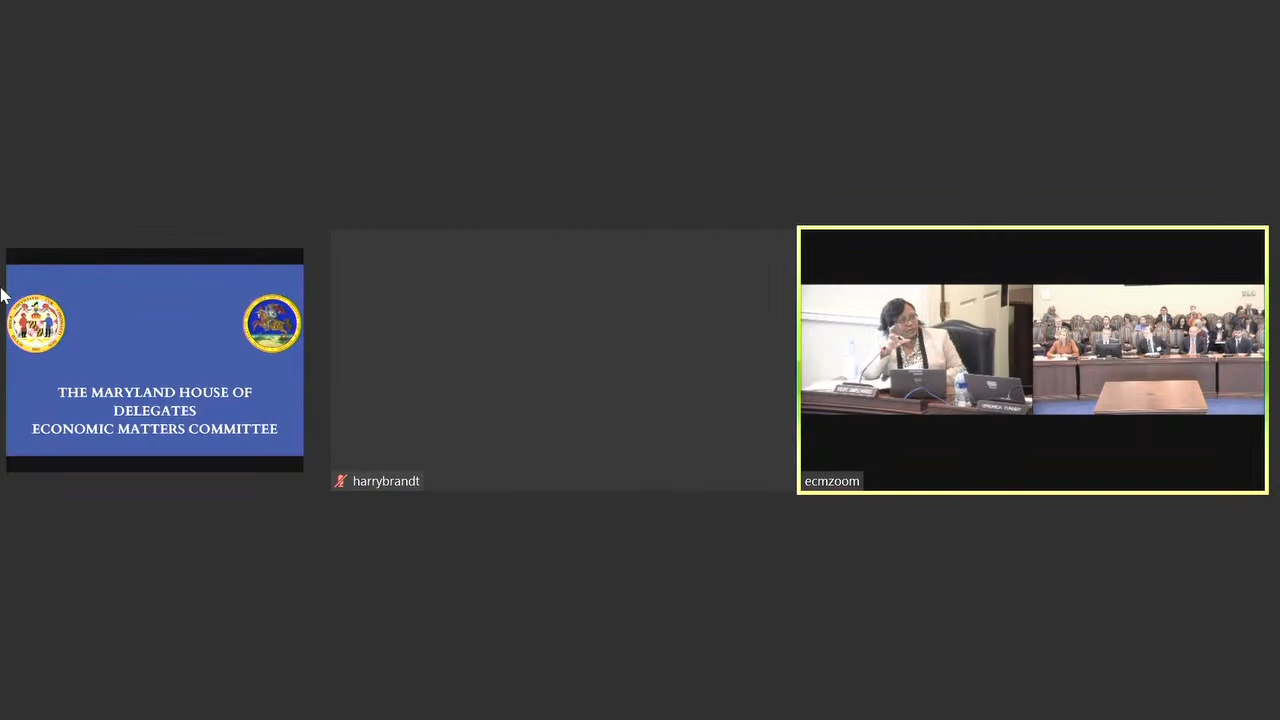 THE MARYLAND HOUSE OF
DELEGATES
ECONOMIC MATTERS COMMITTEE
harrybrandt
ecmzoom